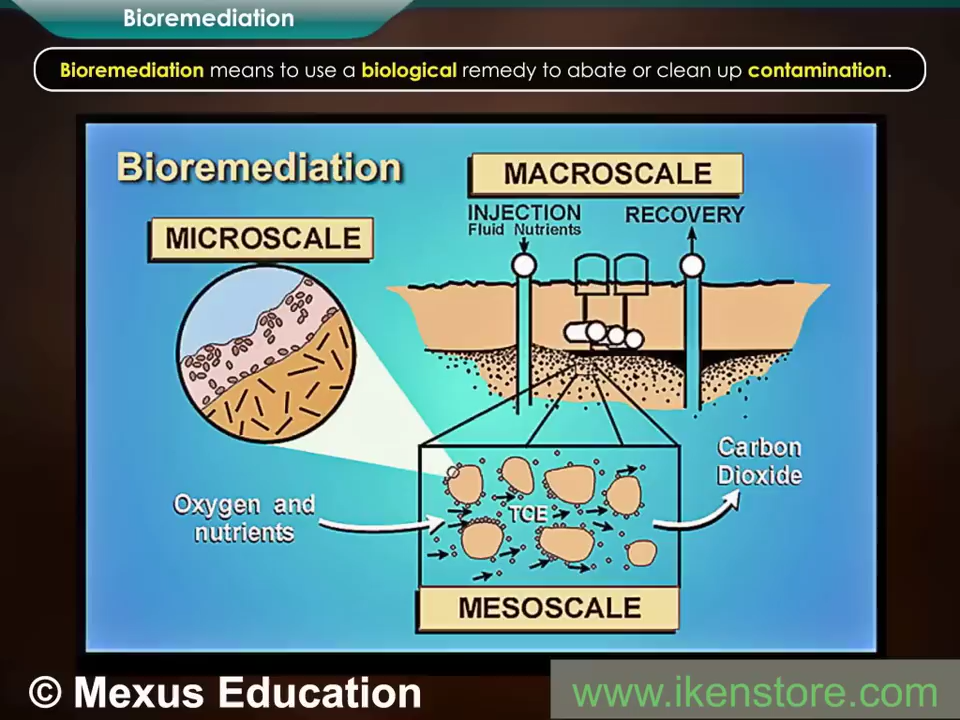 Bioremediation
Bioremediation means to use a biological remedy to abate or clean up contamination.
Bioremediation
MACROSCALE
INJECTION
Fluid Nutrients
RECOVERY
MICROSCALE
Carbon
Dioxide
Oxygen and
nutrients
TCE
MESOSCALE
© Mexus Education
www.ikenstore.com